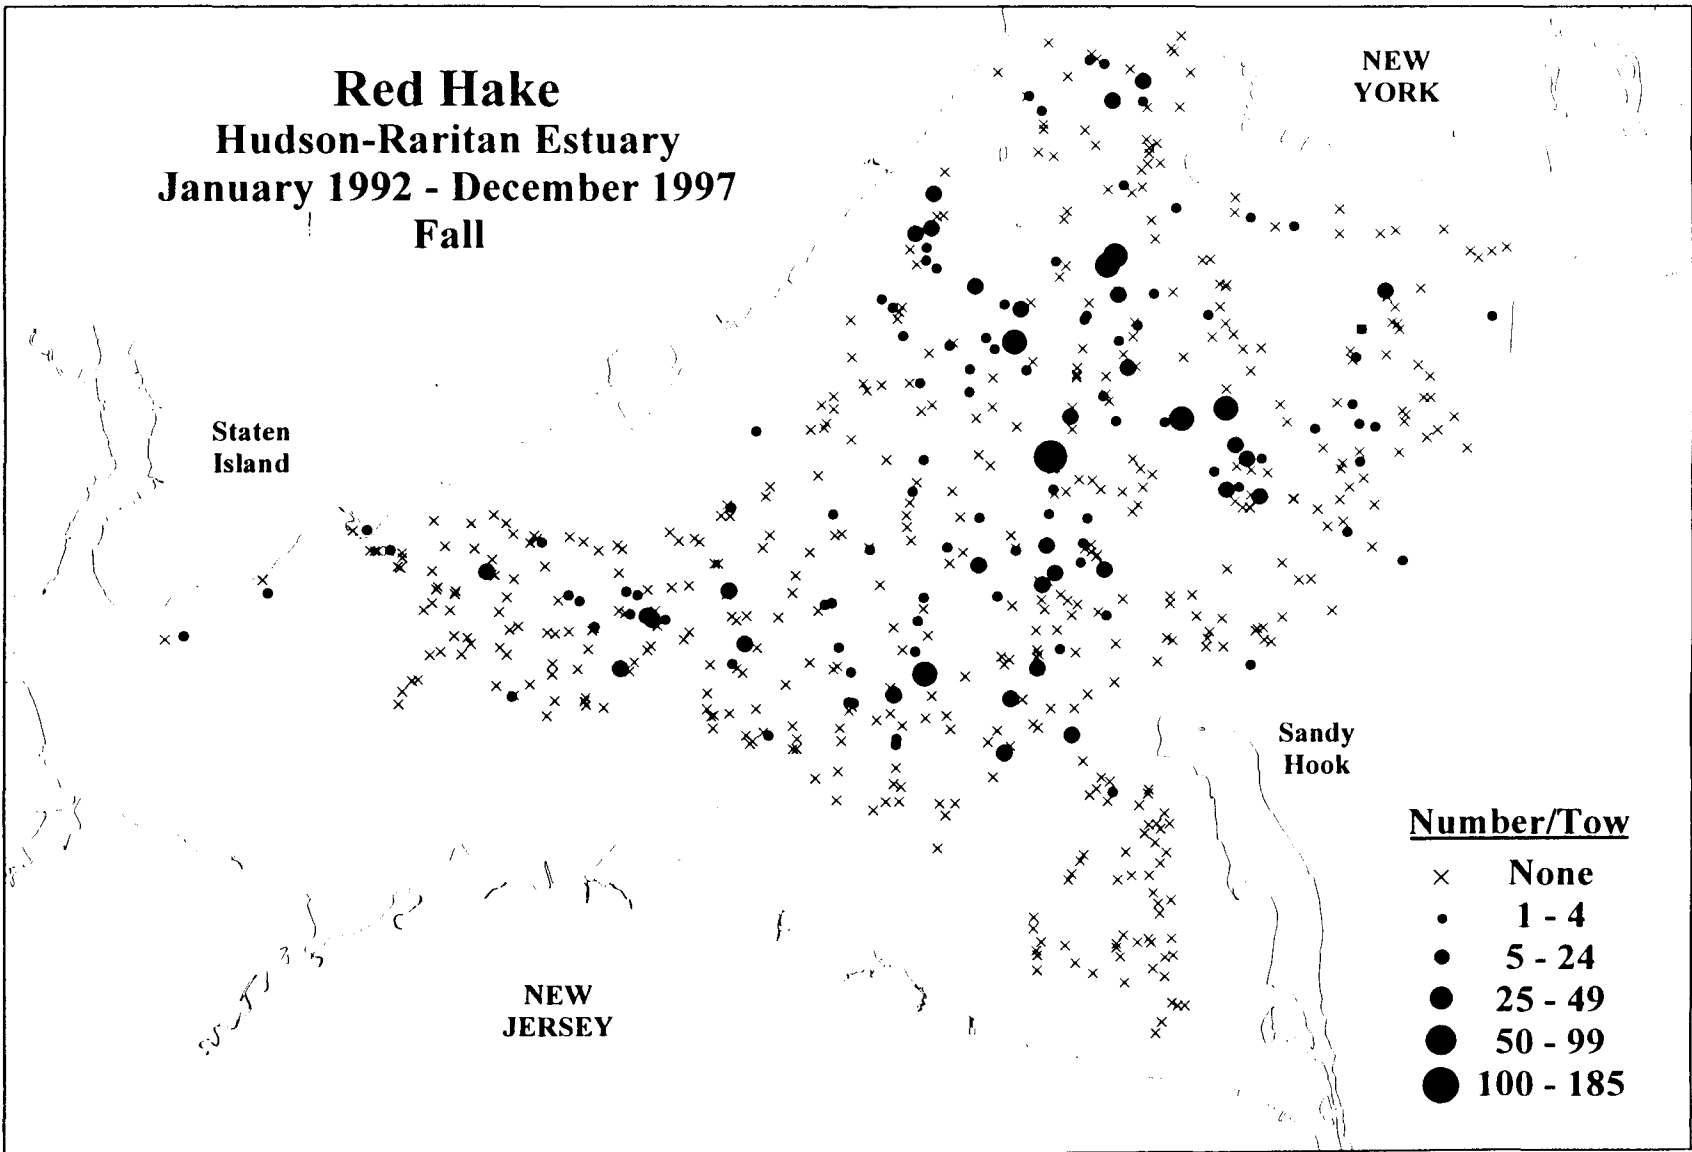 Red Hake
Hudson-Raritan Estuary
January 1992 - December 1997
Fall
NEW
YORK
Staten
Island
Sandy
Hook
NEW
JERSEY
Number/Tow
None
1 - 4
5 - 24
25 - 49
50 - 99
100 - 185